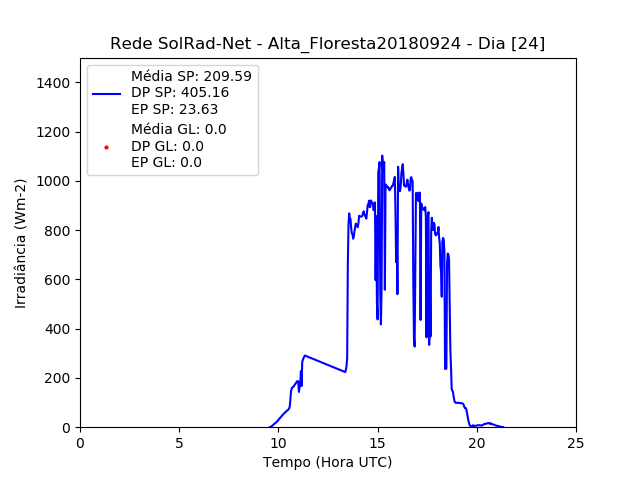 Rede SolRad-Net - Alta_Floresta20180924 - Dia [24]
Média SP: 209.59
DP SP: 405.16
EP SP: 23.63
Média GL: 0.0
DP GL: 0.0
EP GL: 0.0
1400
1200
1000
800
600
400
200
0
Irradiância (Wm-2)
0 5 10 15 20 25
Tempo (Hora UTC)